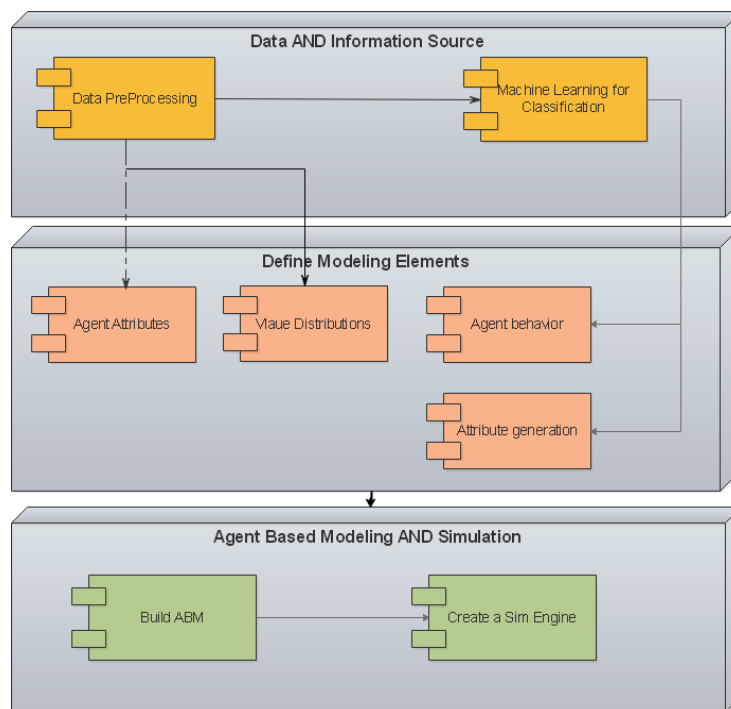 Data AND Information Source
Data PreProcessing
Machine Learning for
Classification
Define Modeling Elements
Agent Attributes
Vlaue Distributions
Agent behavior
Attribute generation
Agent Based Modeling AND Simulation
Build ABM
Create a Sim Engine